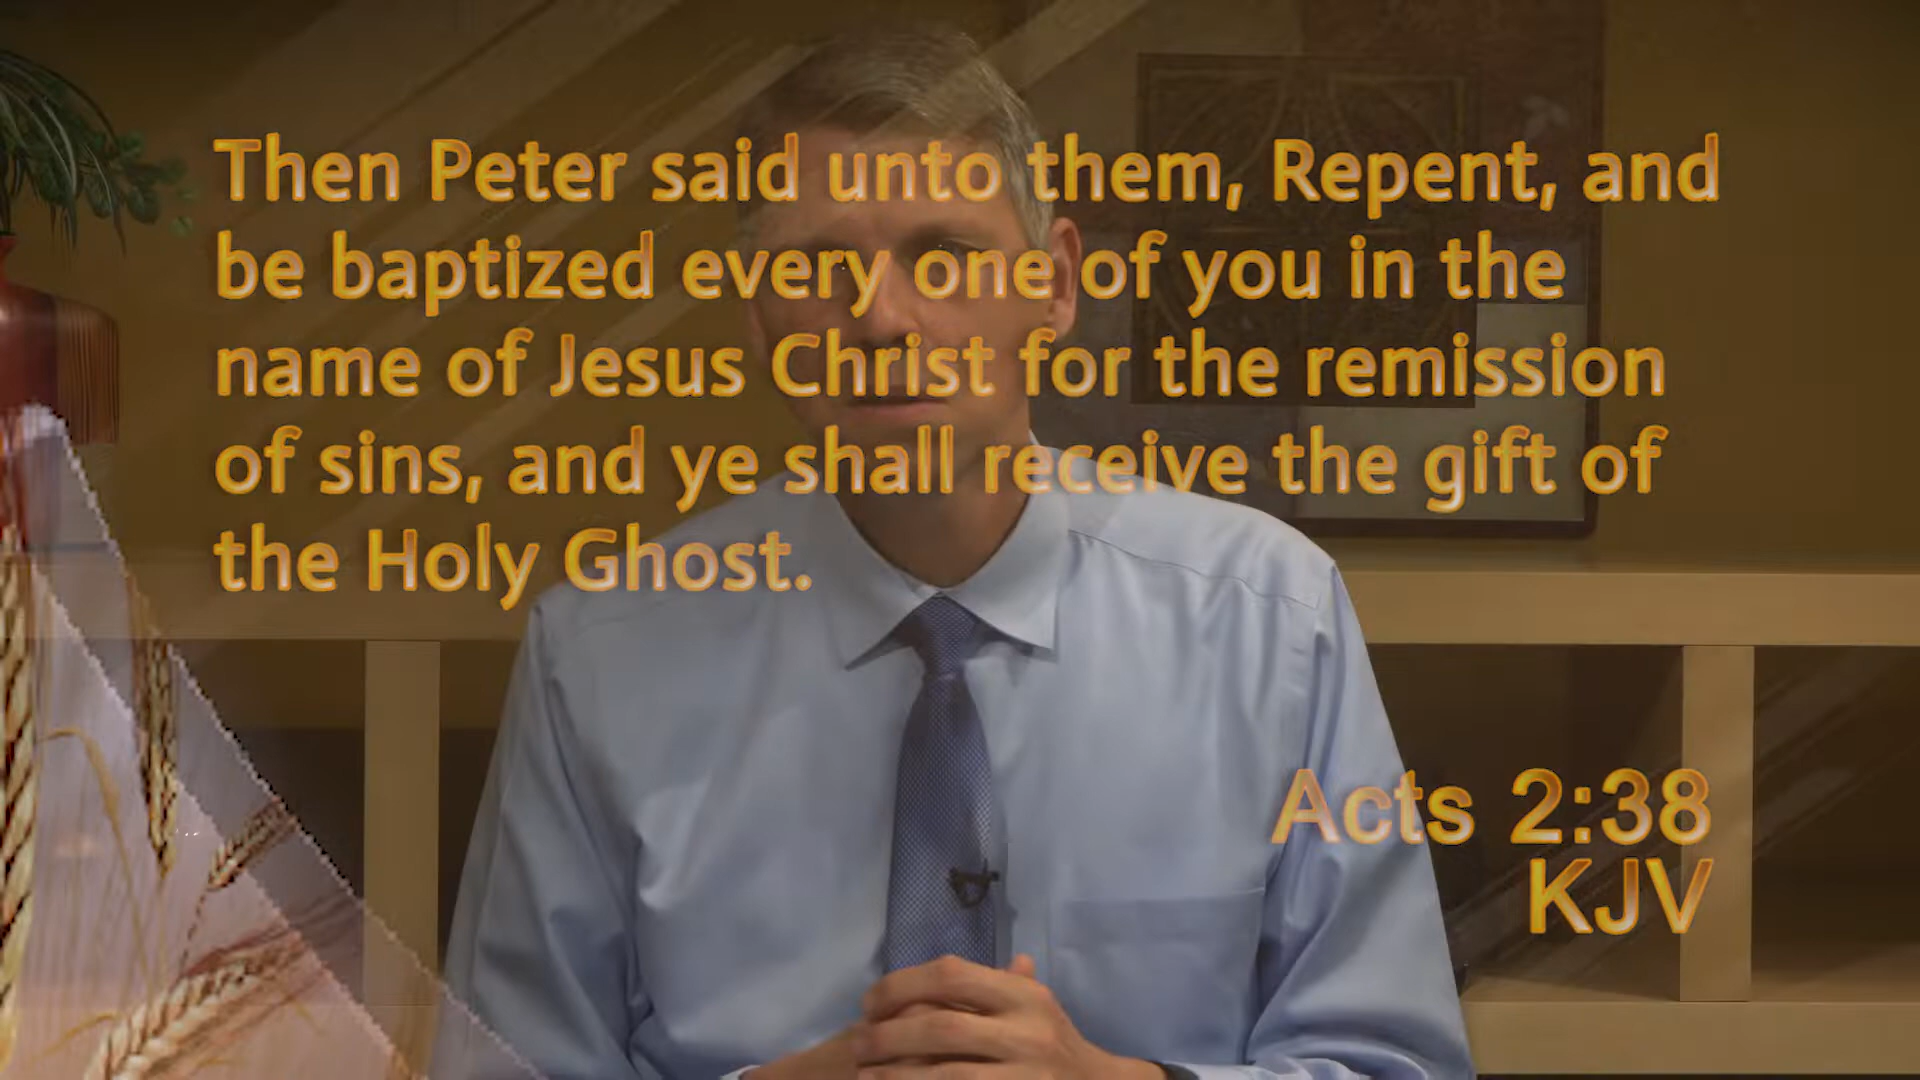 Then Peter said unto them, Repent, and
be baptized every one of you in the
name of Jesus Christ for the remission
of sins, and ye shall receive the gift of
the Holy Ghost.
Acts 2:38
KJV